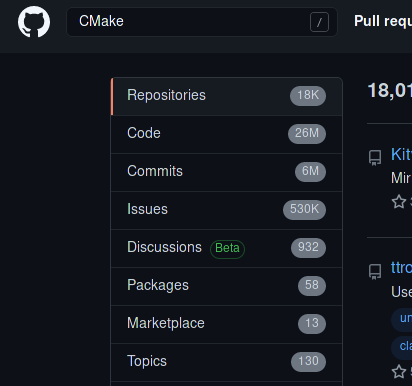 CMake
/
Pull requ
Repositories 18K
Code 26M
Commits 6M
Issues 530K
Discussions Beta 932
Packages 58
Marketplace 13
Topics 130
18,01
Kit
Mir
ttro
Use
un
cla